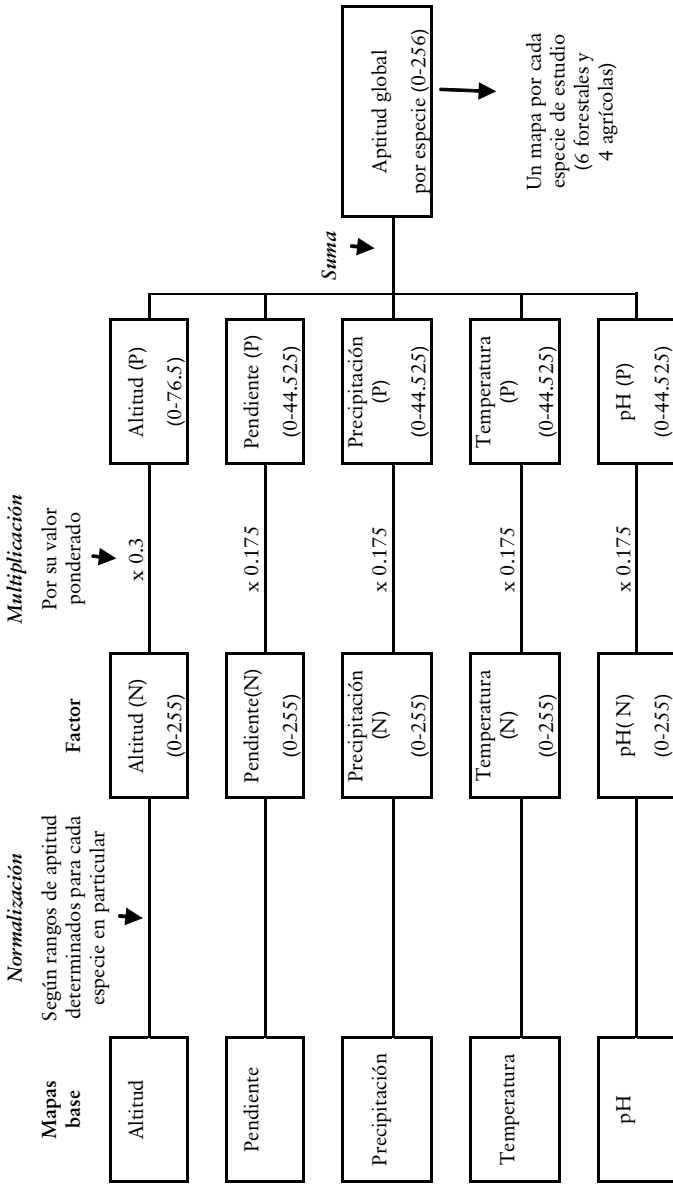 Mapas
base
Normalización
Según rangos de aptitud
determinados para cada
especie en particular
Factor
Multiplicación
Por su valor
ponderado
Altitud
Altitud (N)
(0-255)
x 0.3
Altitud (P)
(0-76.5)
Pendiente
Pendiente(N)
(0-255)
x 0.175
Pendiente (P)
(0-44.525)
Precipitación
Precipitación
(N)
(0-255)
x 0.175
Precipitación
(P)
(0-44.525)
Temperatura
Temperatura
(N)
(0-255)
x 0.175
Temperatura
(P)
(0-44.525)
pH
pH( N)
(0-255)
x 0.175
pH (P)
(0-44.525)
Suma
Aptitud global
por especie (0-256)
Un mapa por cada
especie de estudio
(6 forestales y
4 agrícolas)